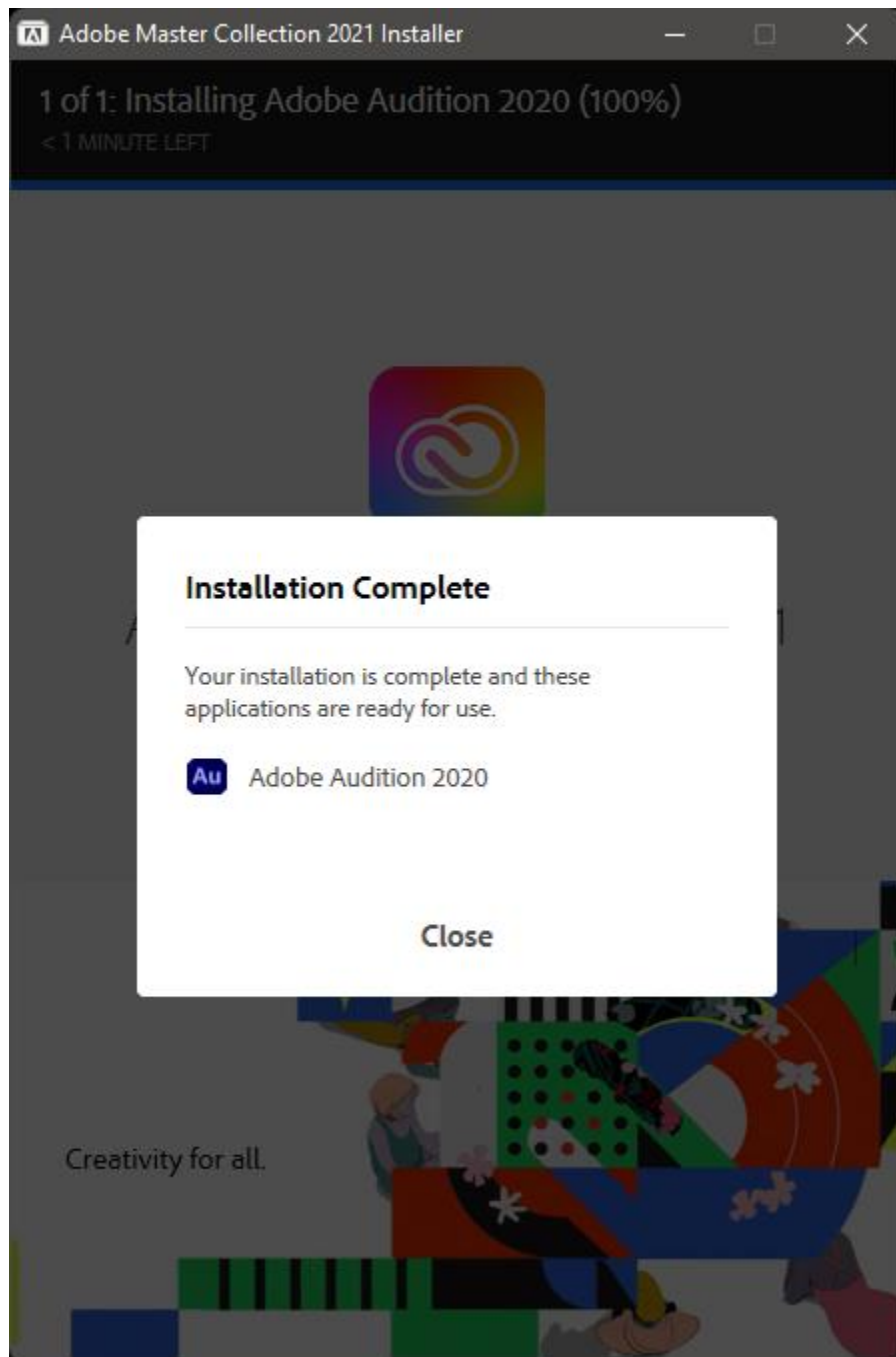 Adobe Master Collection 2021 Installer
1 of 1: Installing Adobe Audition 2020 (100%)
< 1 MINUTE LEFT
Installation Complete
Your installation is complete and these
applications are ready for use.
Au Adobe Audition 2020
Close
Creativity for all.